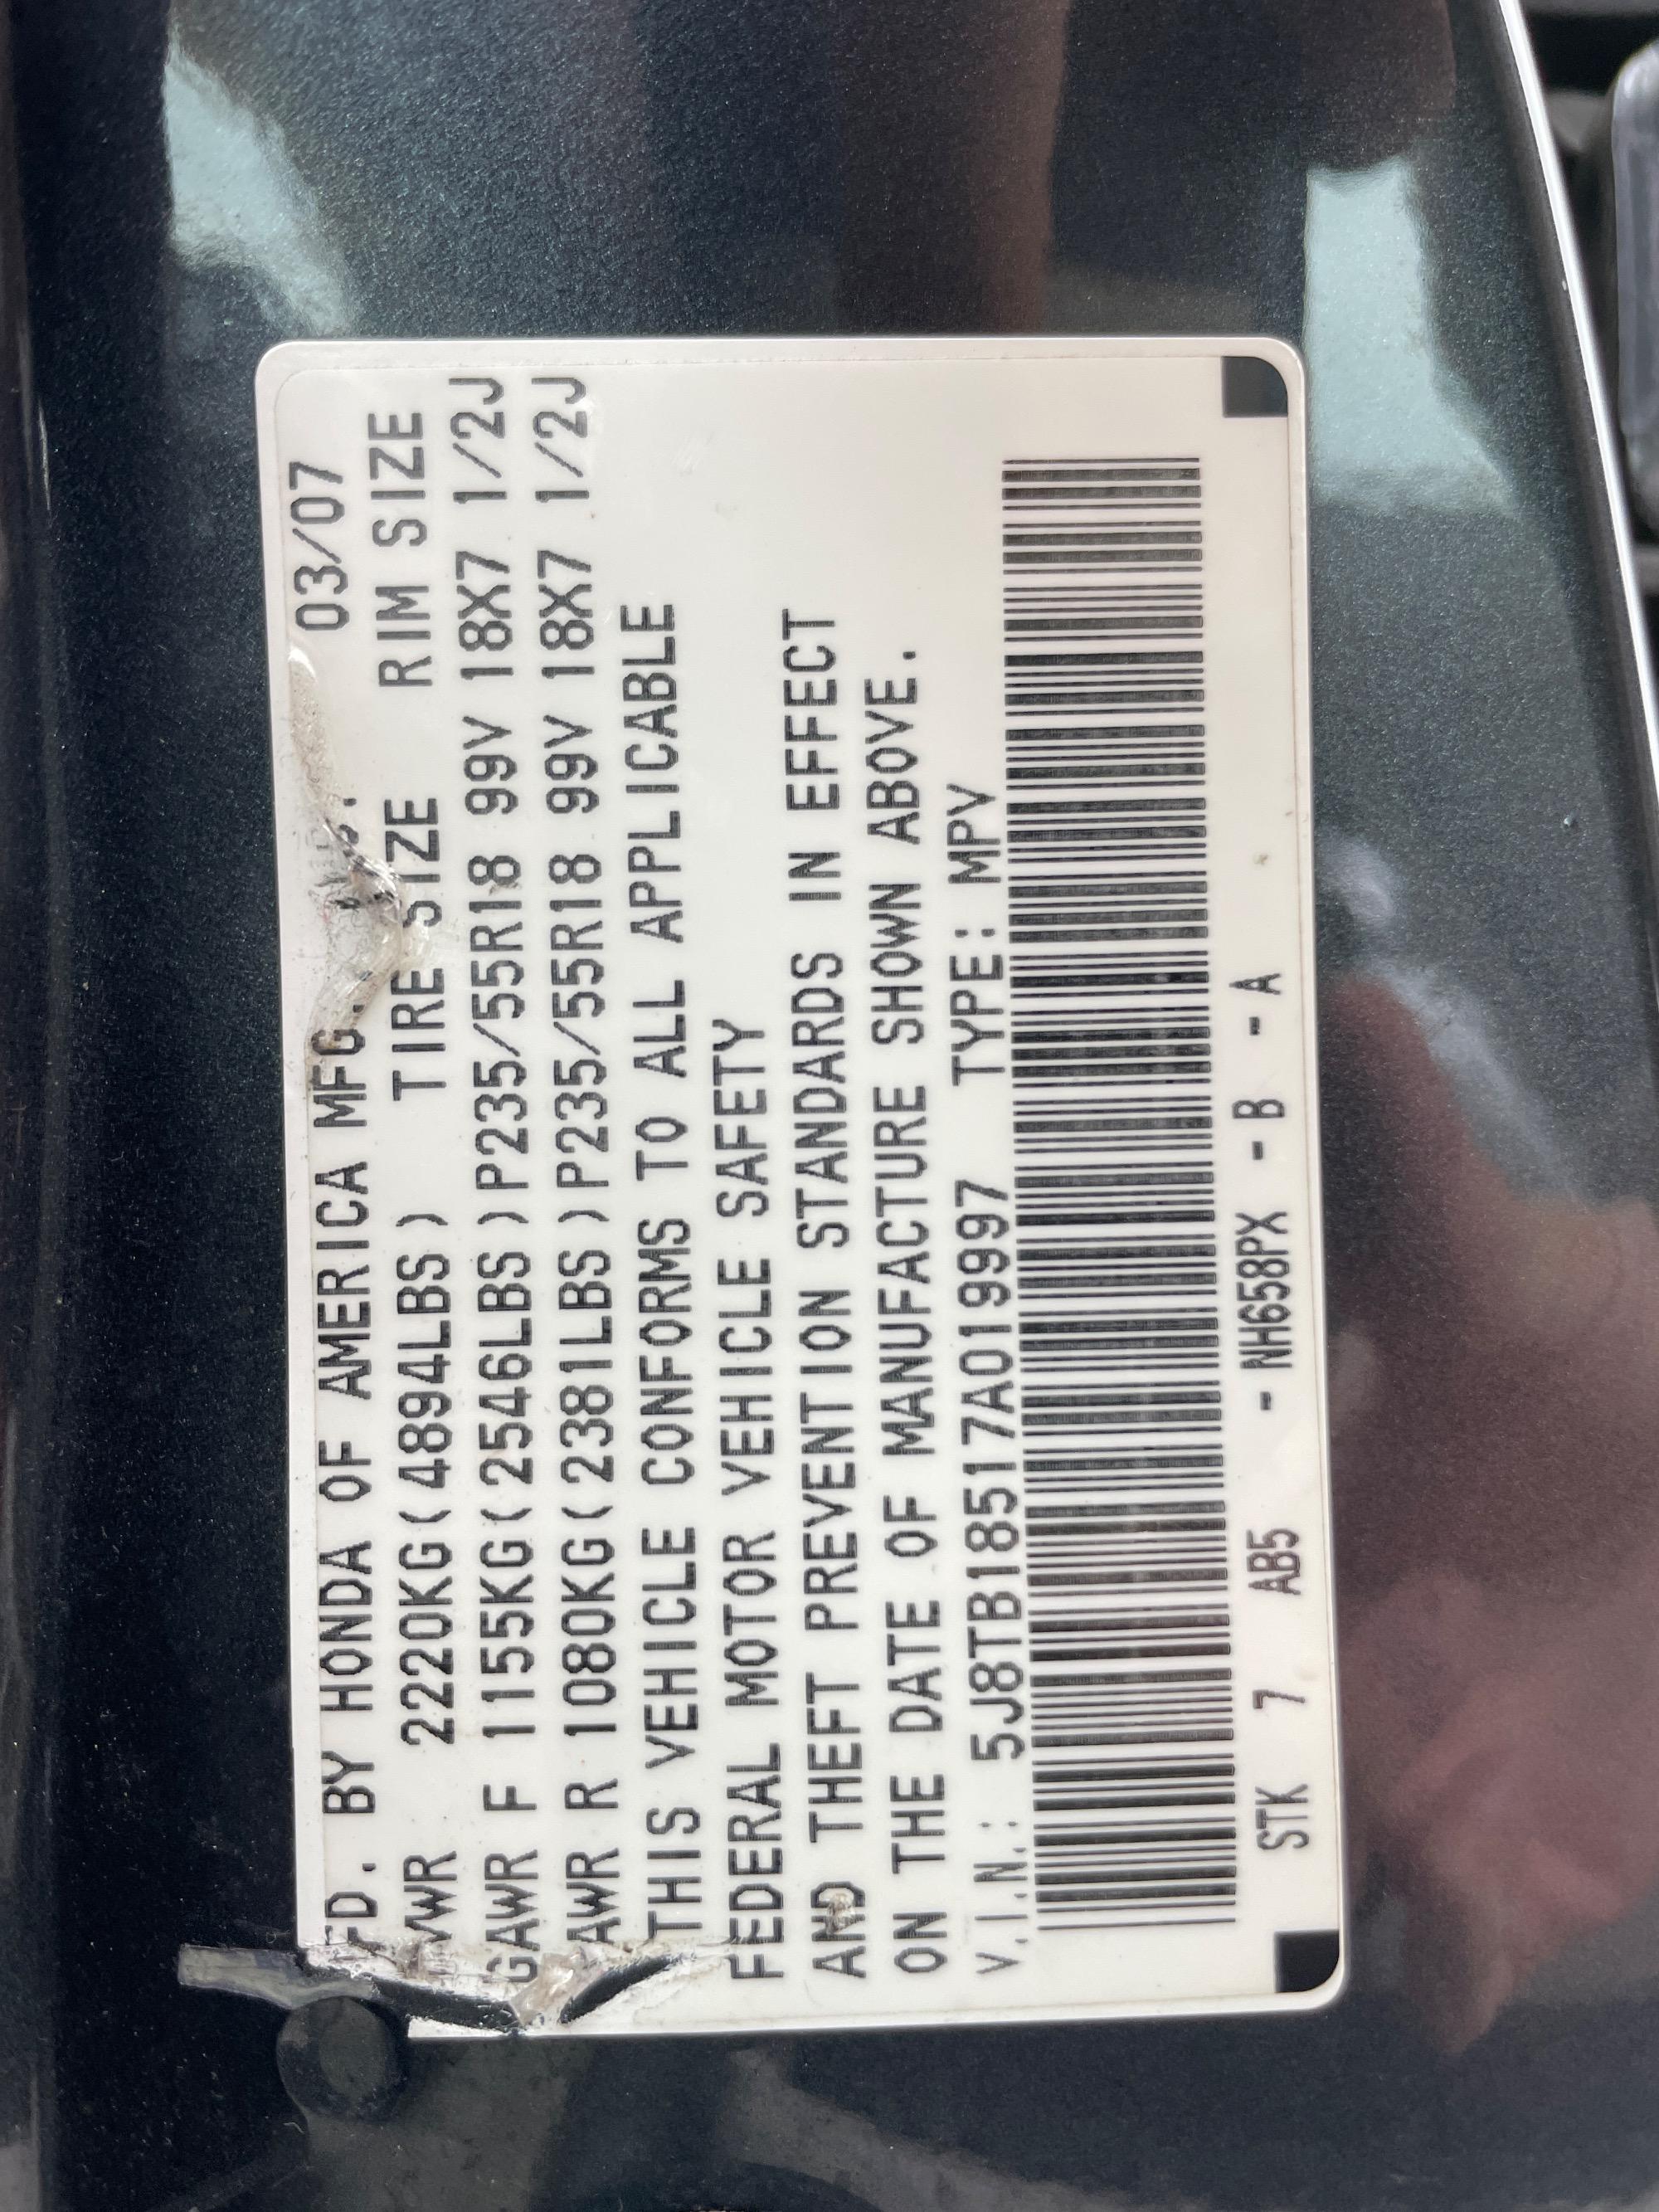 FD. BY HONDA OF AMERICA MFG. 03/07
VWR 2220KG(4894LBS) TIRE SIZE RIM SIZE
GAWR F 1155KG(2546LBS)P235/55R18 99V 18X7 1/2J
AWR R 1080KG(2381LBS)P235/55R18 99V 18X7 1/2J
THIS VEHICLE CONFORMS TO ALL APPLICABLE
FEDERAL MOTOR VEHICLE SAFETY
AND THEFT PREVENTION STANDARDS IN EFFECT
ON THE DATE OF MANUFACTURE SHOWN ABOVE.
V.I.N.: 5J8TB18517A019997 TYPE: MPV
STK 7 AB5 - NH658PX - B - A